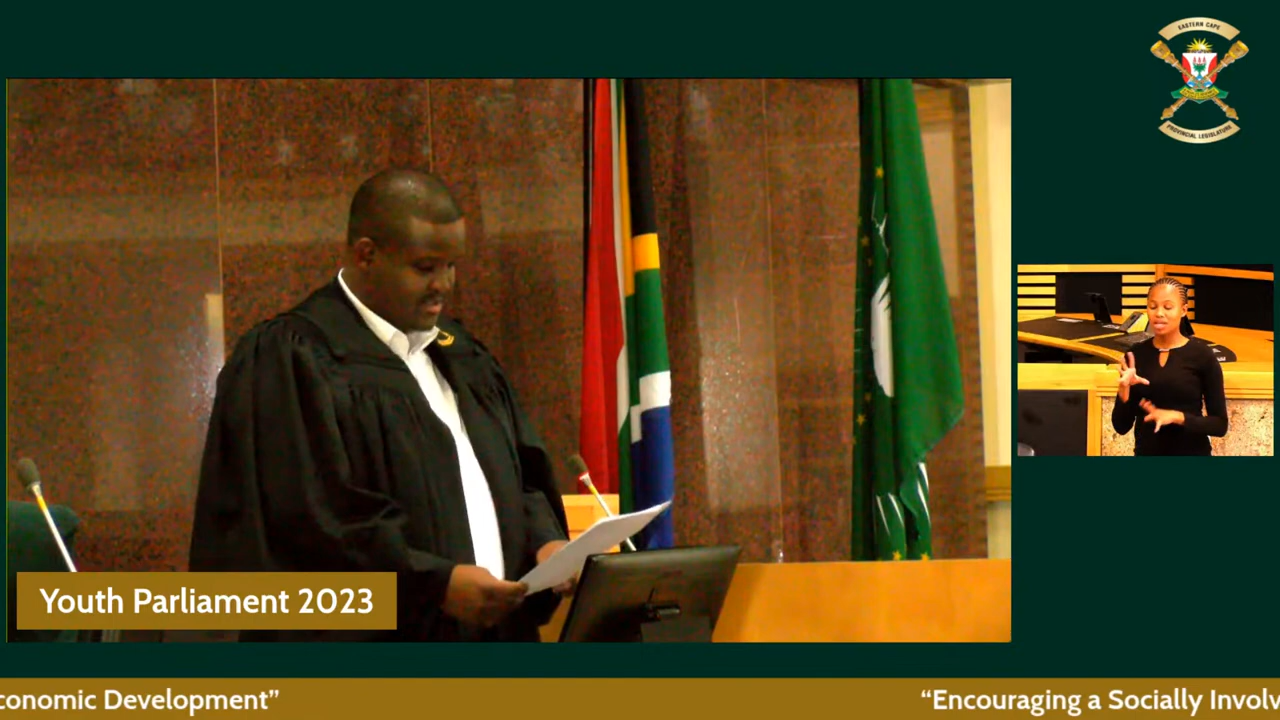 EASTERN CAPE
PROVINCIAL LEGISLATURE
Youth Parliament 2023
conomic Development”
“Encouraging a Socially Involv